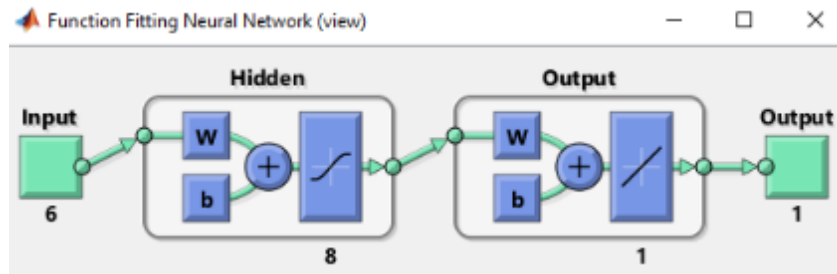 Function Fitting Neural Network (view)
Hidden
Output
Input
Output
W
W
b
b
6
8
1
1